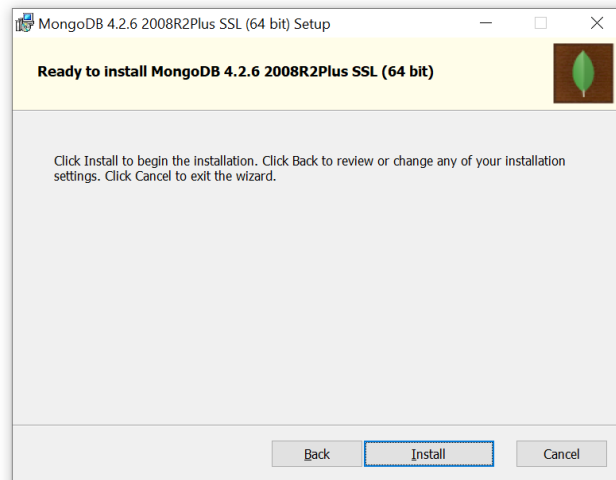 MongoDB 4.2.6 2008R2Plus SSL (64 bit) Setup
Ready to install MongoDB 4.2.6 2008R2Plus SSL (64 bit)
Click Install to begin the installation. Click Back to review or change any of your installation
settings. Click Cancel to exit the wizard.
Back Install Cancel